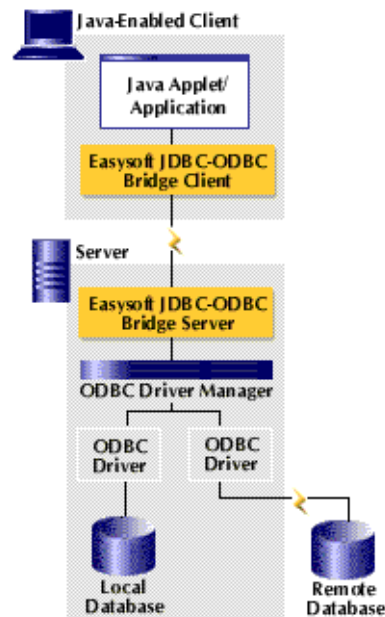 Java-Enabled Client
Java Applet/
Application
Easysoft JDBC-ODBC
Bridge Client
Server
Easysoft JDBC-ODBC
Bridge Server
ODBC Driver Manager
ODBC
Driver
ODBC
Driver
Local
Database
Remote
Database